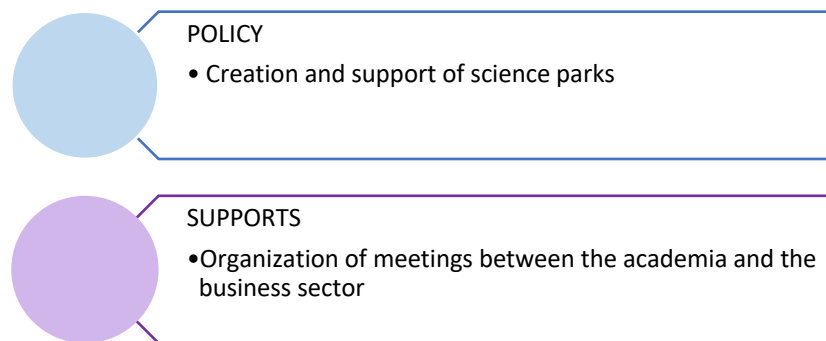 POLICY
• Creation and support of science parks
SUPPORTS
•Organization of meetings between the academia and the
business sector